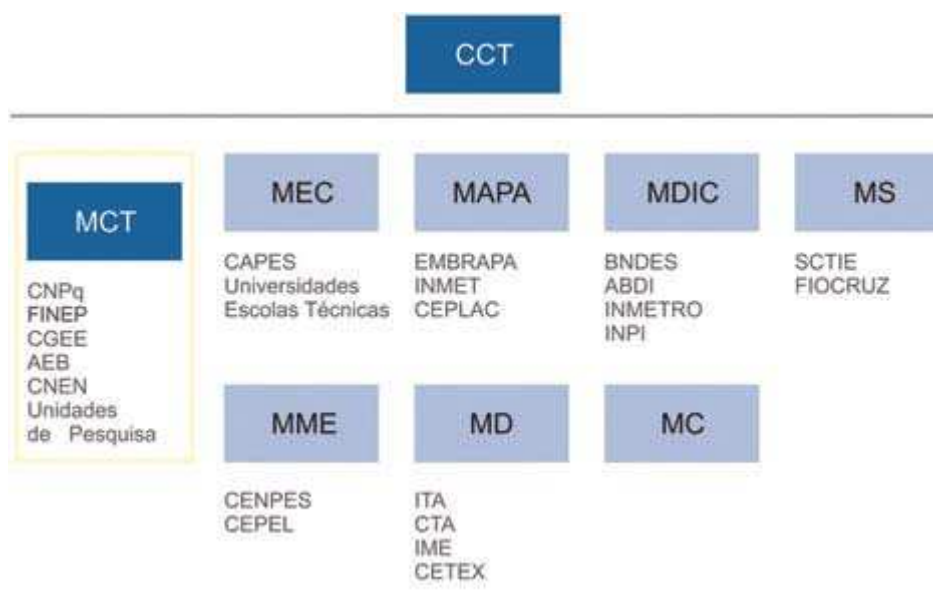 CCT
MCT
CNPq
FINEP
CGEE
AEB
CNEN
Unidades
de Pesquisa
MEC
CAPES
Universidades
Escolas Técnicas
MAPA
EMBRAPA
INMET
CEPLAC
MDIC
BNDES
ABDI
INMETRO
INPI
MS
SCTIE
FIOCRUZ
MME
CENPES
CEPEL
MD
ITA
CTA
IME
CETEX
MC